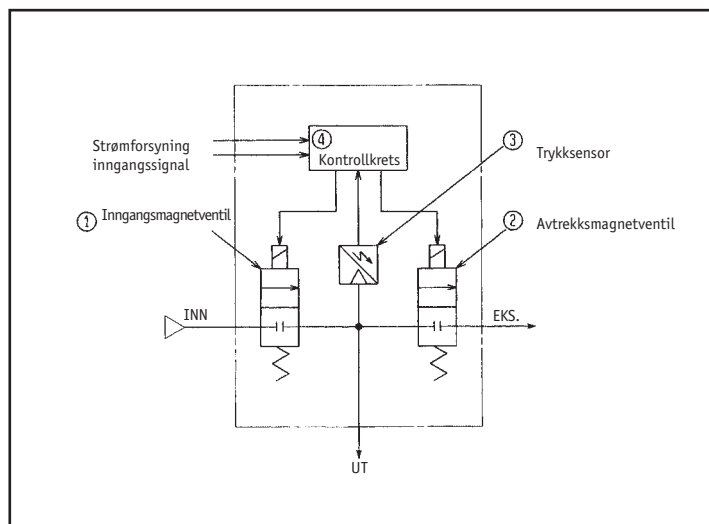 ④
Kontrollkrets
Strømforsyning
inngangssignal
③ Trykksensor
① Inngangsmagnetventil
② Avtrekksmagnetventil
INN
EKS.
UT